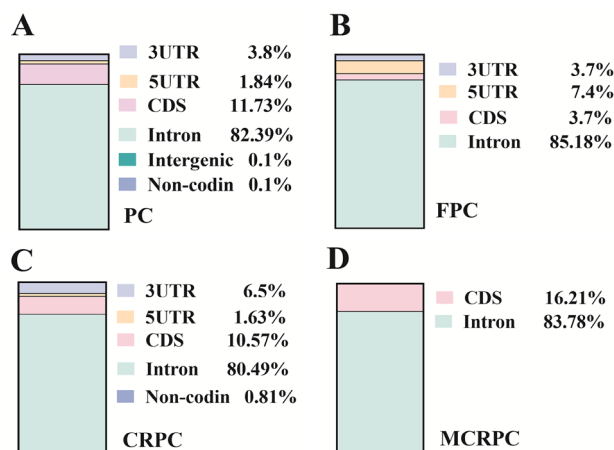 A
3UTR 3.8%
5UTR 1.84%
CDS 11.73%
Intron 82.39%
Intergenic 0.1%
Non-codin 0.1%
PC
B
3UTR 3.7%
5UTR 7.4%
CDS 3.7%
Intron 85.18%
FPC
C
3UTR 6.5%
5UTR 1.63%
CDS 10.57%
Intron 80.49%
Non-codin 0.81%
CRPC
D
CDS 16.21%
Intron 83.78%
MCRPC